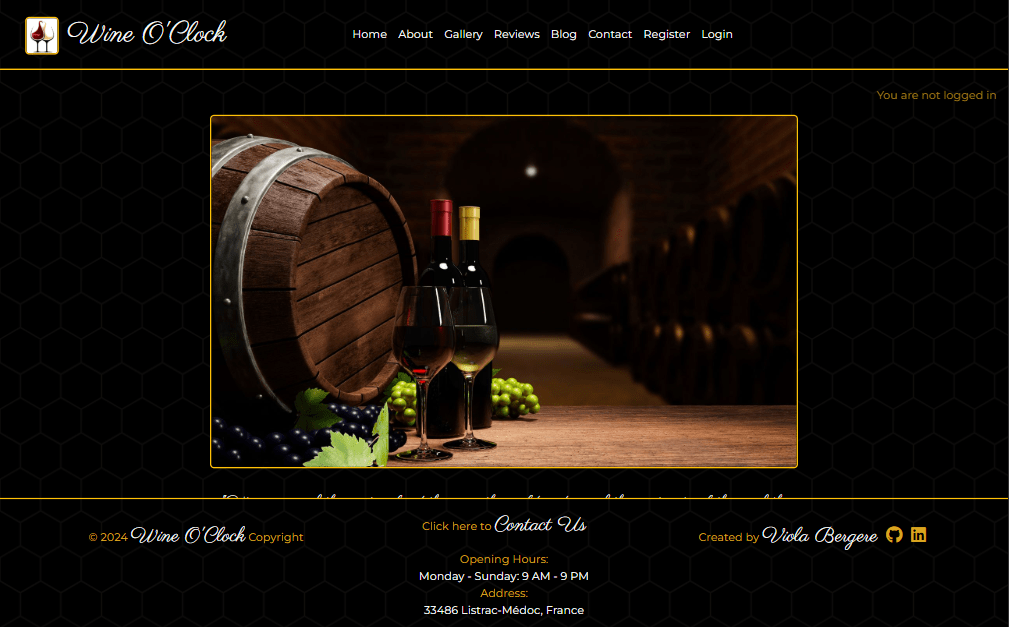 Wine O'Clock
Home About Gallery Reviews Blog Contact Register Login
You are not logged in
© 2024 Wine O'Clock Copyright
Click here to Contact Us
Opening Hours:
Monday - Sunday: 9 AM - 9 PM
Address:
33486 Listrac-Médoc, France
Created by Viola Bergere